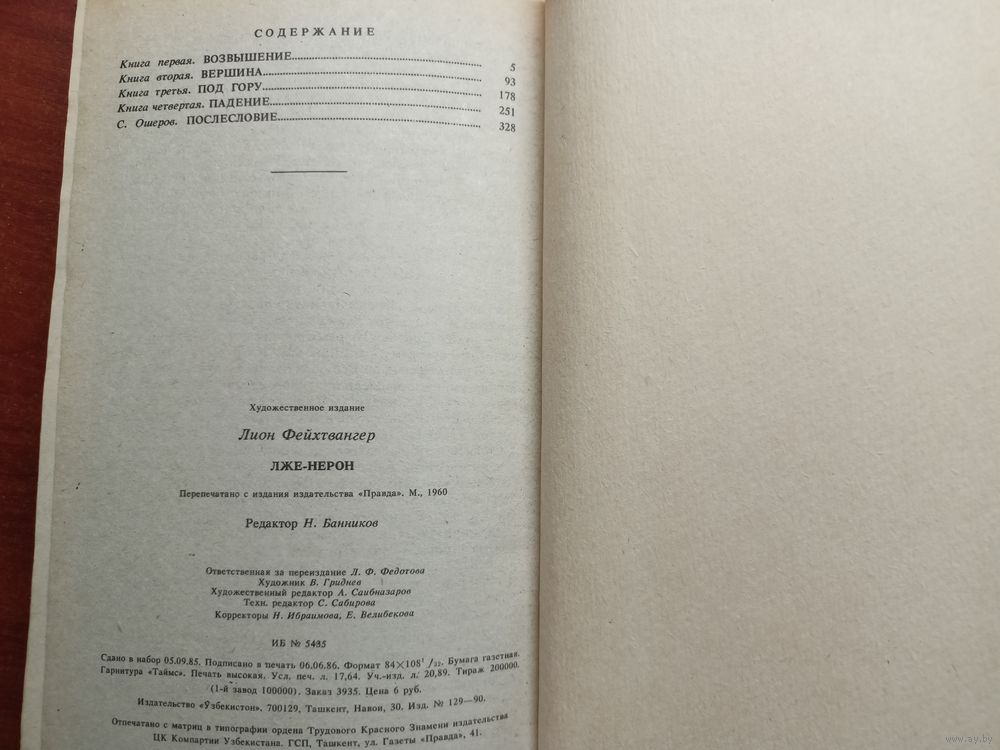 СОДЕРЖАНИЕ
Книга первая. ВОЗВЫШЕНИЕ........ 5
Книга вторая. ВЕРШИНА........ 93
Книга третья. ПОД ГОРУ........ 178
Книга четвертая. ПАДЕНИЕ........ 251
С. Ошеров. ПОСЛЕСЛОВИЕ........ 328
Художественное издание
Лион Фейхтвангер
ЛЖЕ-НЕРОН
Перепечатано с издания издательства «Правда». М., 1960
Редактор Н. Банников
Ответственная за переиздание Л. Ф. Федотова
Художник В. Гриднев
Художественный редактор А. Саибназаров
Техн. редактор С. Сабирова
Корректоры Н. Ибраимова, Е. Велибекова
ИБ № 5435
Сдано в набор 05.09.85. Подписано в печать 06.06.86. Формат 84×108¹/₃₂. Бумага газетная.
Гарнитура «Таймс». Печать высокая. Усл. печ. л. 17,64. Уч.-изд. л. 20,89. Тираж 200000.
(1-й завод 100000). Заказ 3935. Цена 6 руб.
Издательство «Ўзбекистон». 700129, Ташкент, Навои, 30. Изд. № 129—90.
Отпечатано с матриц в типографии ордена Трудового Красного Знамени издательства
ЦК Компартии Узбекистана. ГСП, Ташкент, ул. Газеты «Правда», 41.
www.ay.by